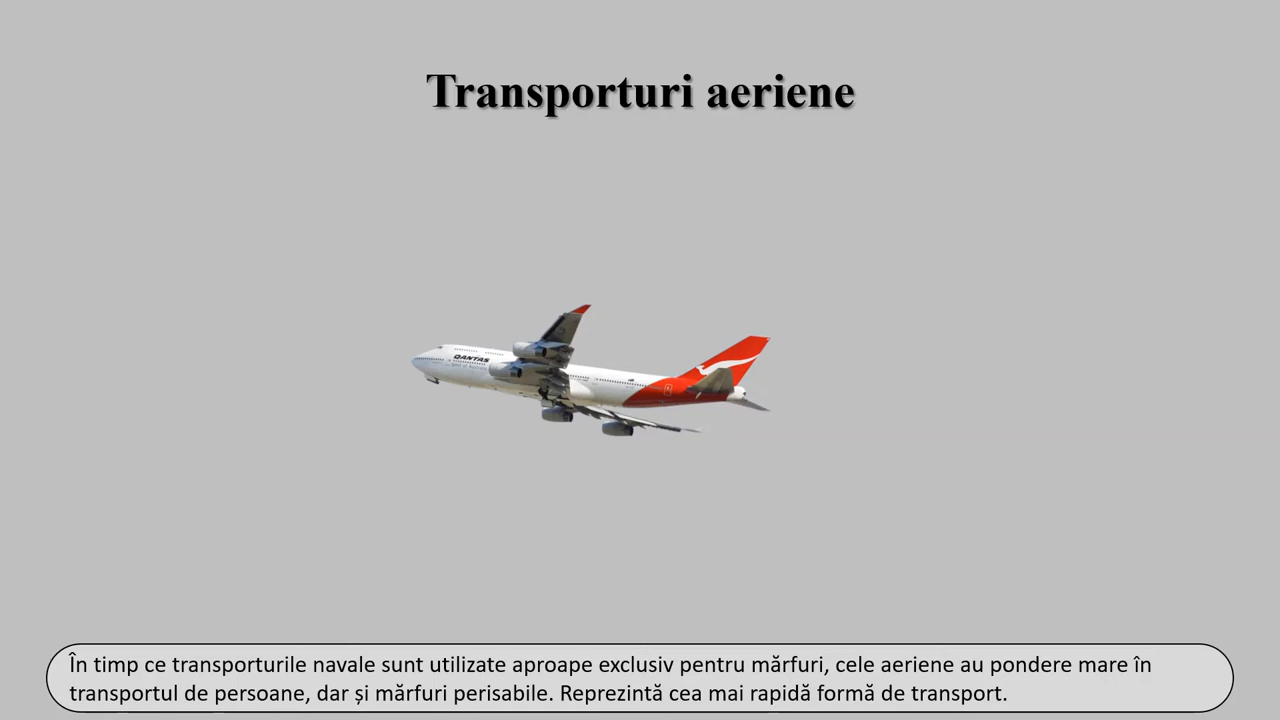 Transporturi aeriene
QANTAS
În timp ce transporturile navale sunt utilizate aproape exclusiv pentru mărfuri, cele aeriene au pondere mare în
transportul de persoane, dar și mărfuri perisabile. Reprezintă cea mai rapidă formă de transport.